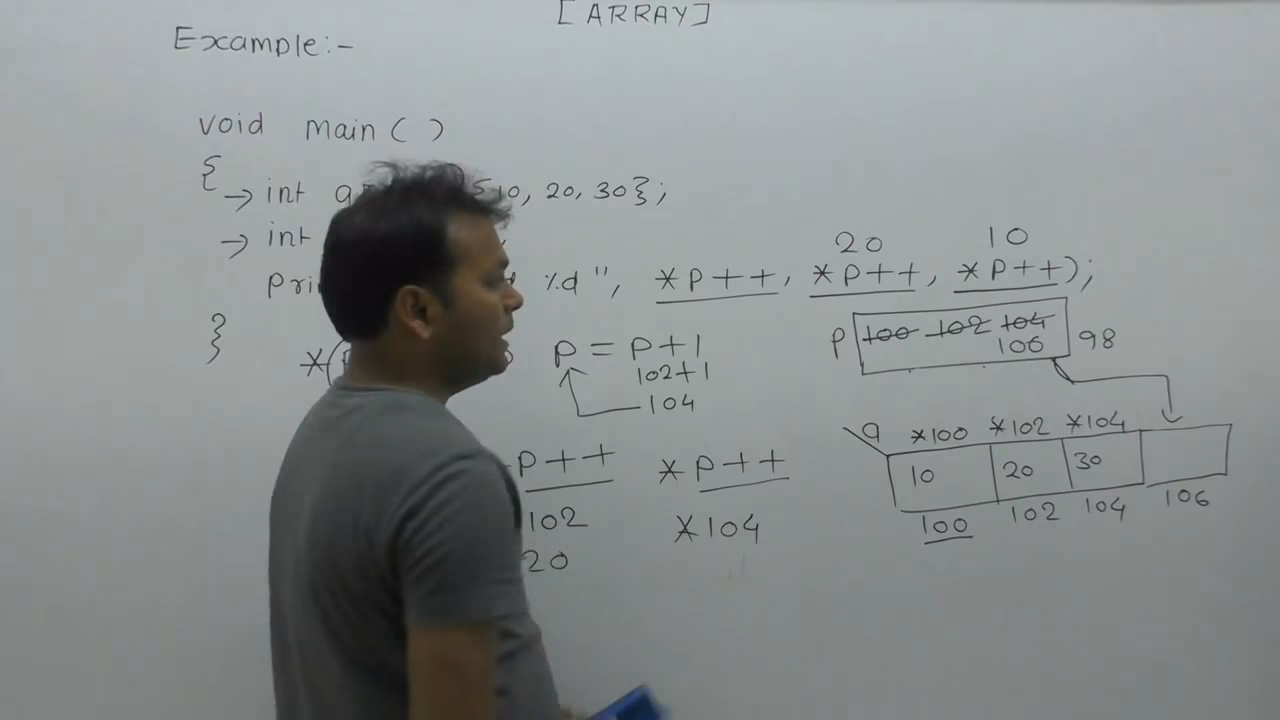 [ARRAY]
Example:-
void main()
{
→ int a 10, 20, 30};
→ int
20 10
Pri %d", *P++, *P++, *P++);
}
*(
P = P+1
102+1
104
P 100 102 104
106
98
a *100 *102 *104
10 20 30
100 102 104 106
P++ *P++
102 *104
20